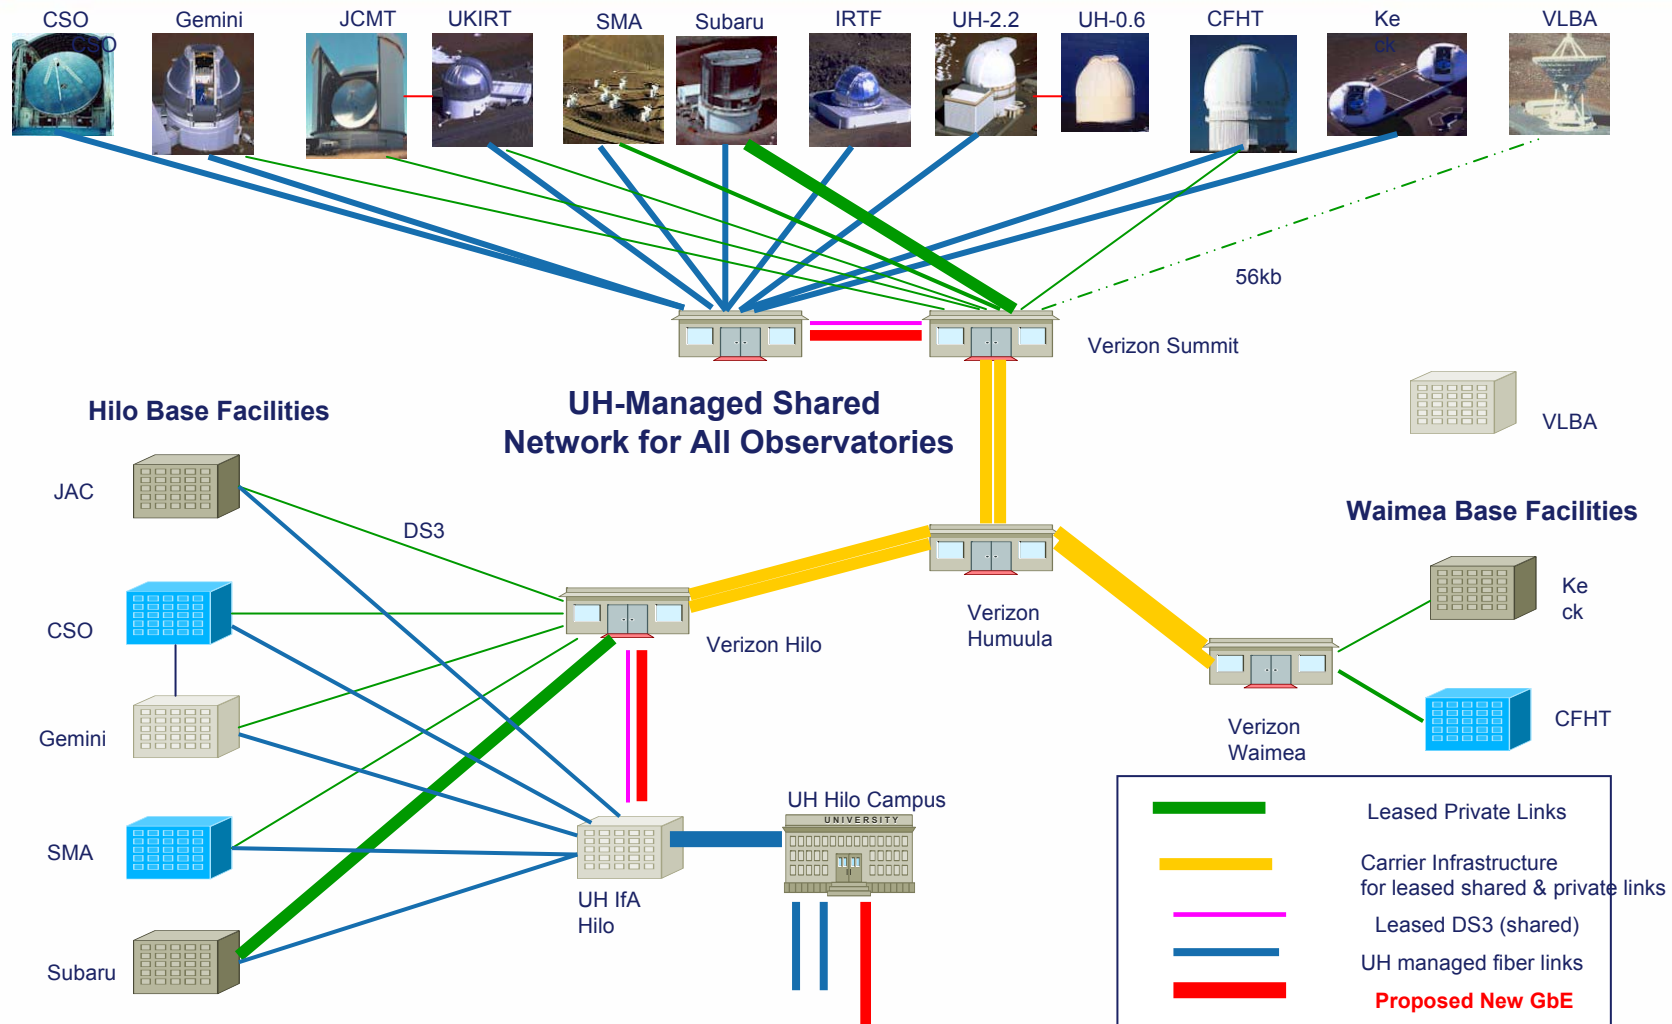 CSO
CSO
Gemini
JCMT
UKIRT
SMA
Subaru
IRTF
UH-2.2
UH-0.6
CFHT
Ke
ck
VLBA
56kb
Verizon Summit
UH-Managed Shared
Network for All Observatories
Hilo Base Facilities
VLBA
JAC
DS3
Waimea Base Facilities
CSO
Verizon Hilo
Verizon
Humuula
Ke
ck
Gemini
Verizon
Waimea
CFHT
SMA
UH IfA
Hilo
UH Hilo Campus
UNIVERSITY
Subaru
Leased Private Links
Carrier Infrastructure
for leased shared & private links
Leased DS3 (shared)
UH managed fiber links
Proposed New GbE